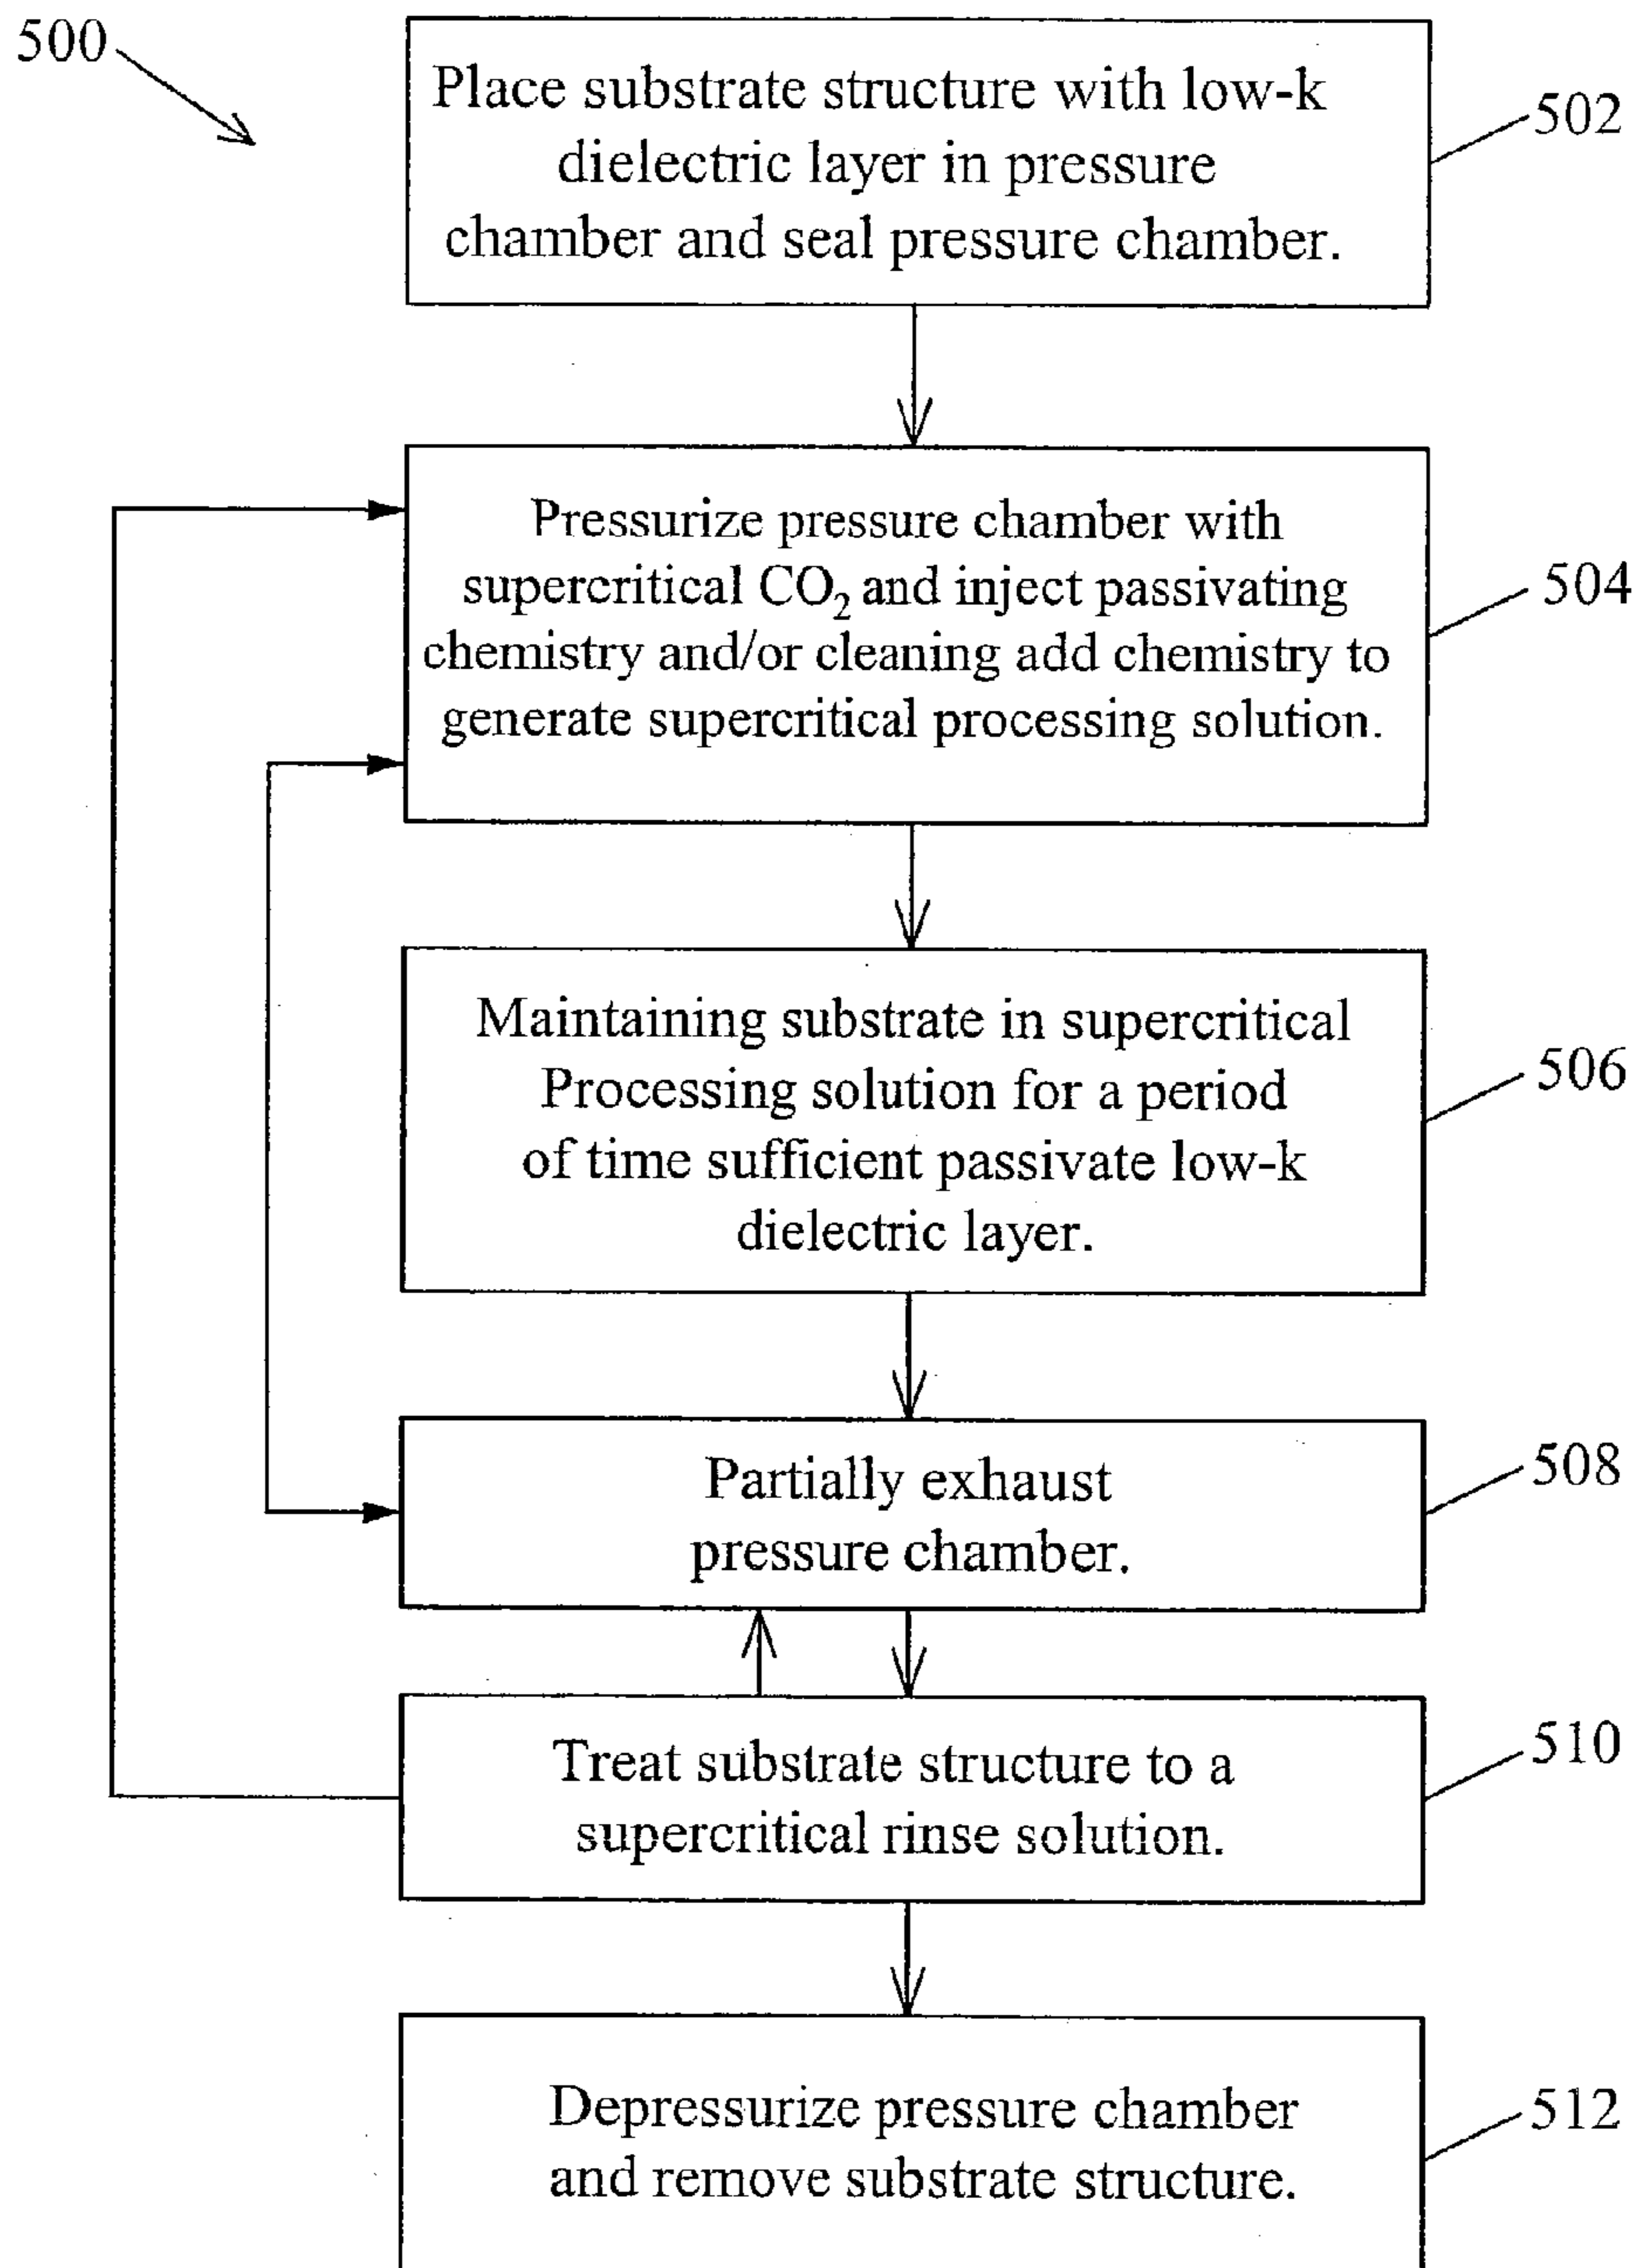 500
Place substrate structure with low-k
dielectric layer in pressure
chamber and seal pressure chamber.
502
Pressurize pressure chamber with
supercritical CO₂ and inject passivating
chemistry and/or cleaning add chemistry to
generate supercritical processing solution.
504
Maintaining substrate in supercritical
Processing solution for a period
of time sufficient passivate low-k
dielectric layer.
506
Partially exhaust
pressure chamber.
508
Treat substrate structure to a
supercritical rinse solution.
510
Depressurize pressure chamber
and remove substrate structure.
512